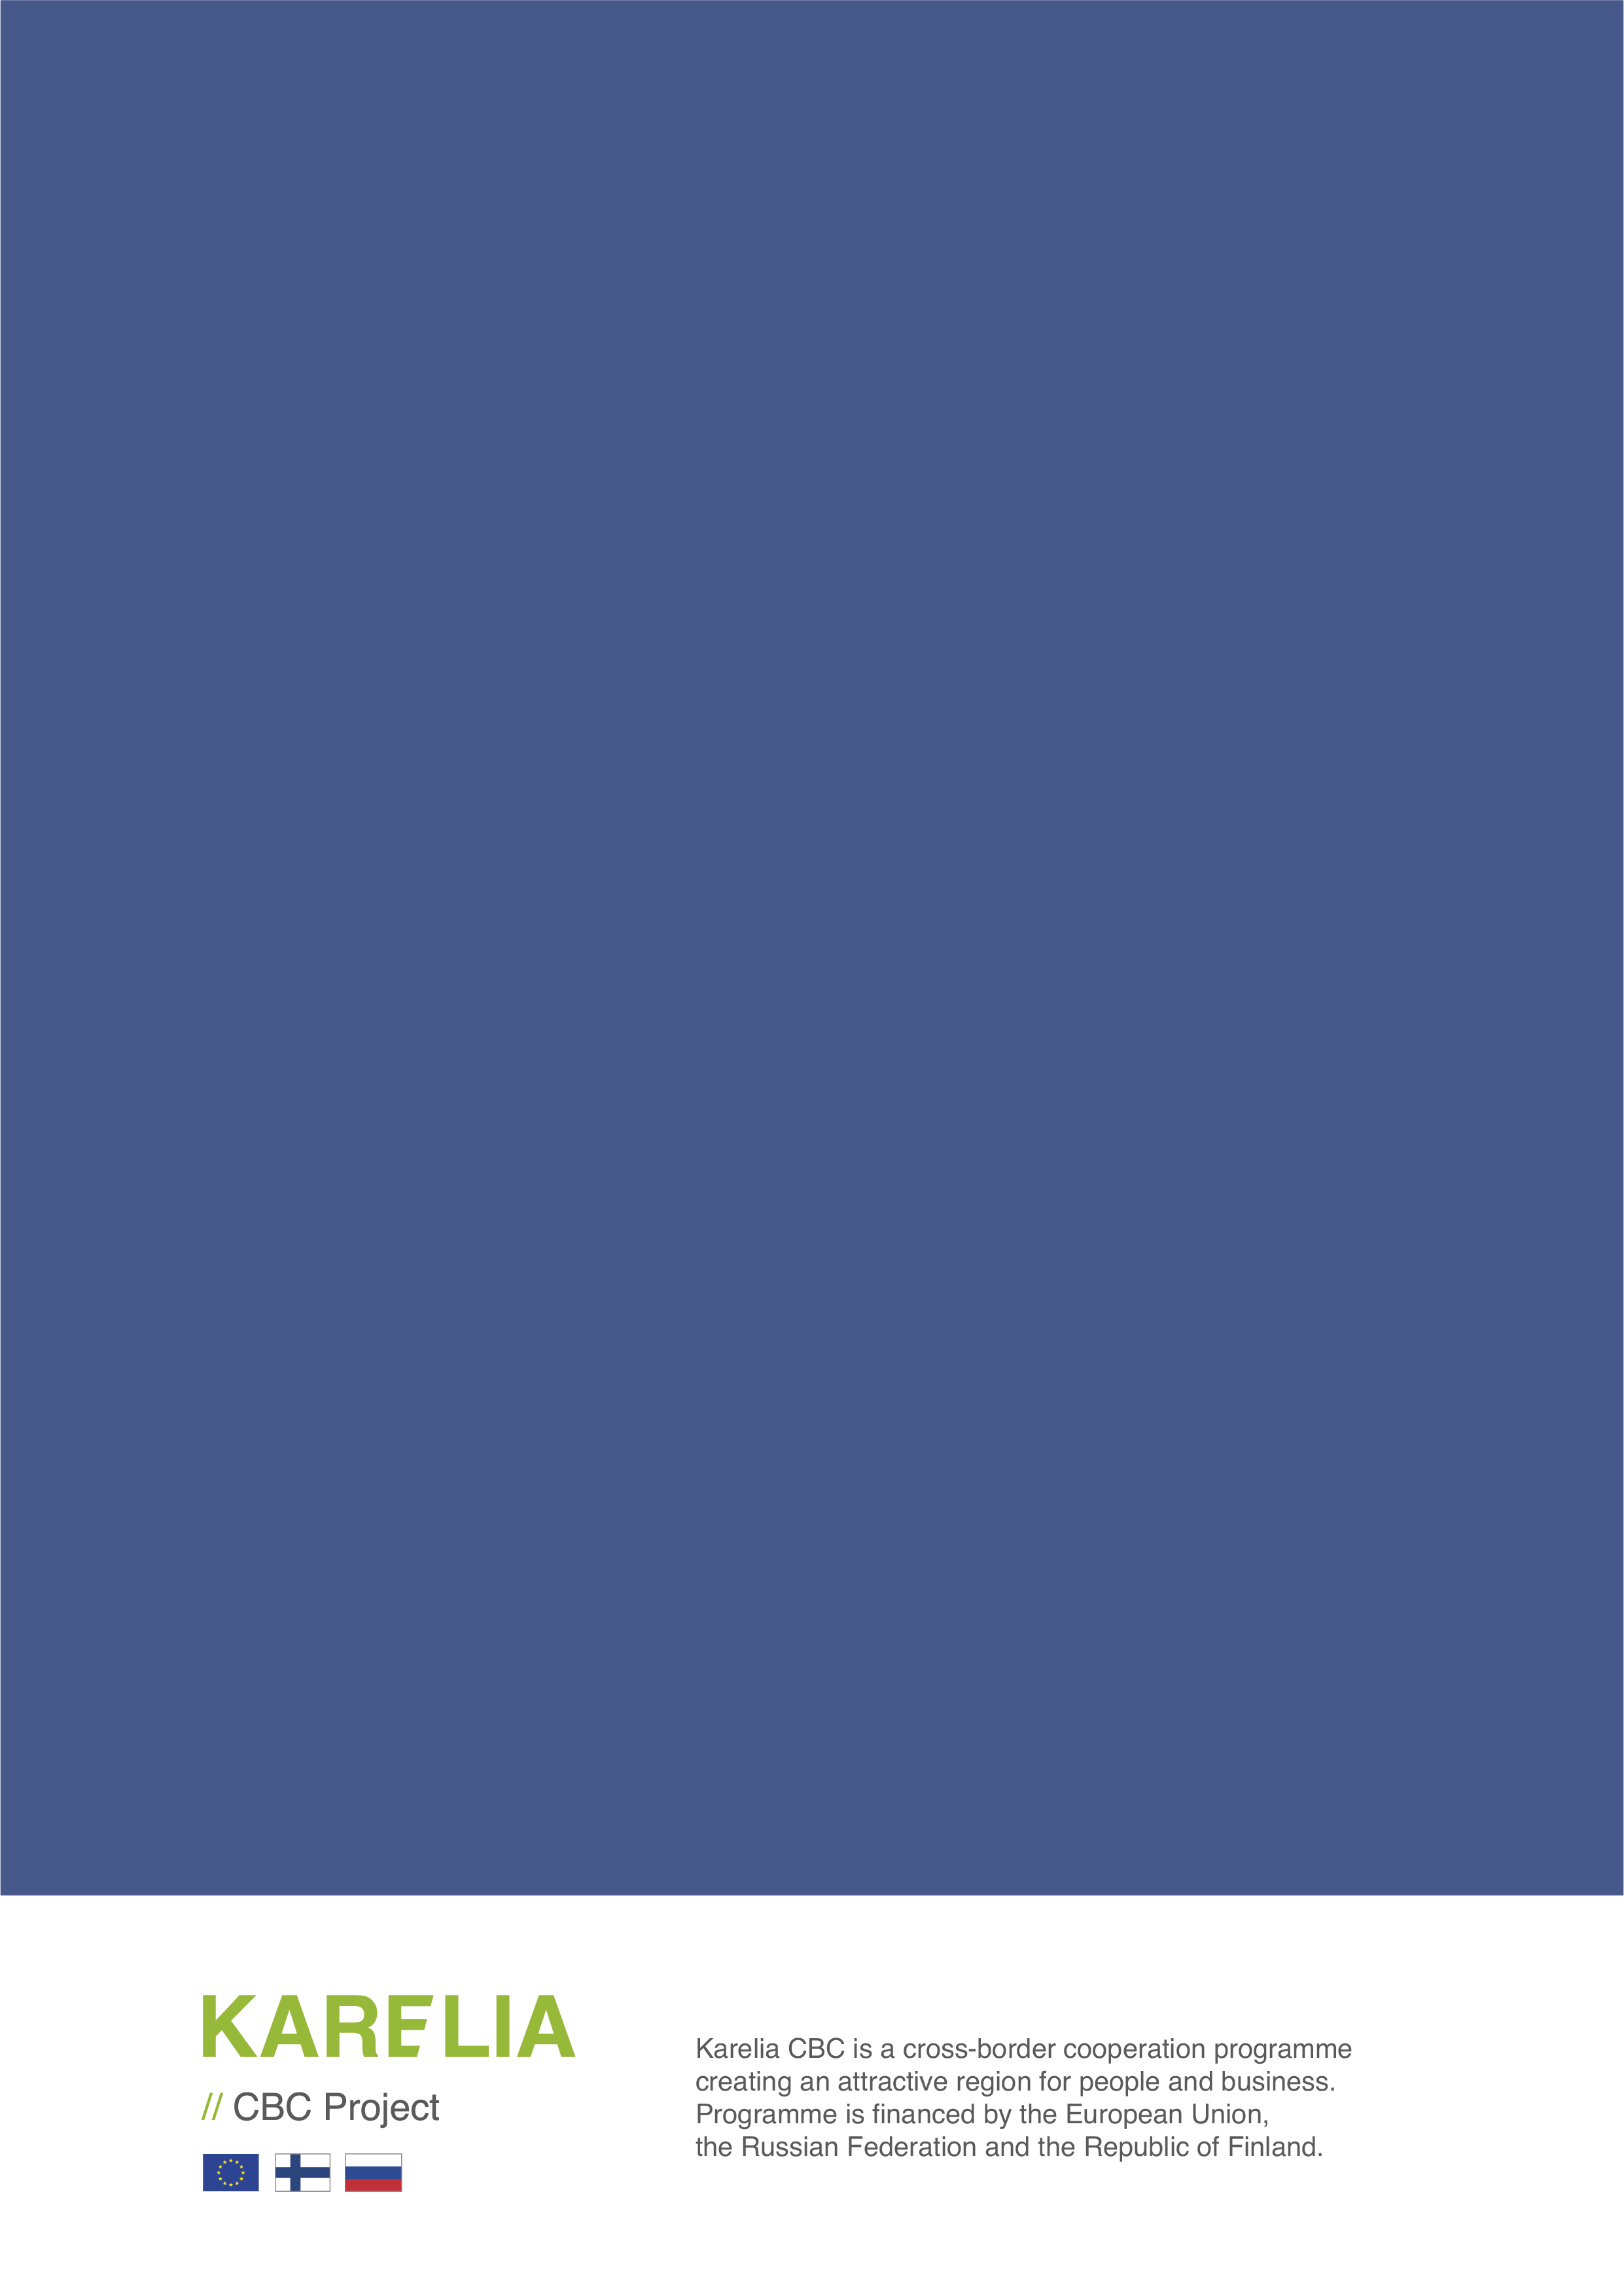 KARELIA
// CBC Project
Karelia CBC is a cross-border cooperation programme
creating an attractive region for people and business.
Programme is financed by the European Union,
the Russian Federation and the Republic of Finland.